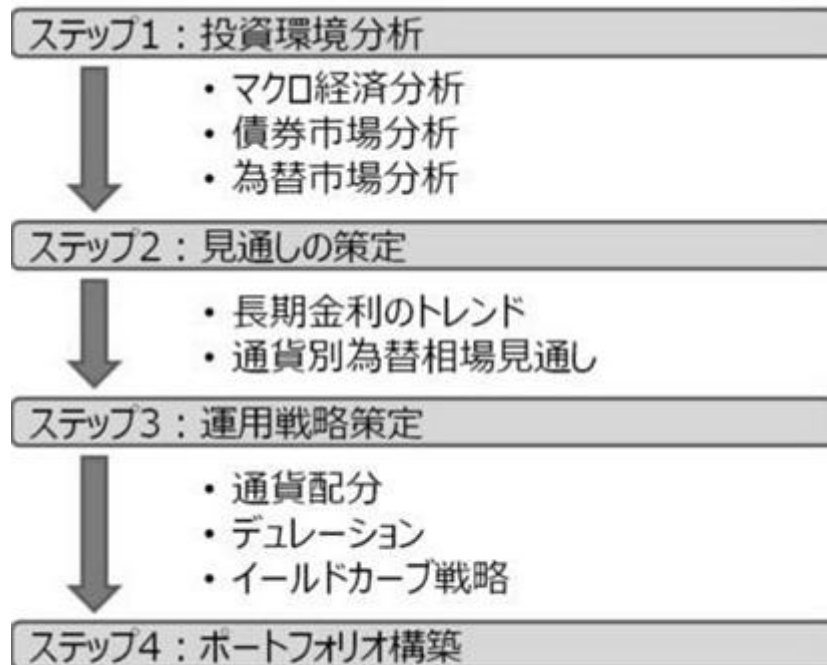 ステップ1：投資環境分析
・マクロ経済分析
・債券市場分析
・為替市場分析
ステップ2：見通しの策定
・長期金利のトレンド
・通貨別為替相場見通し
ステップ3：運用戦略策定
・通貨配分
・デュレーション
・イールドカーブ戦略
ステップ4：ポートフォリオ構築